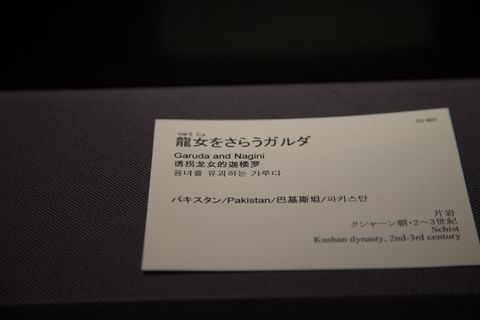 TC-807
りゅうじょ
龍女をさらうガルダ
Garuda and Nagini
诱拐龙女的迦楼罗
용녀를 유괴하는 가루다
パキスタン/Pakistan/巴基斯坦/파키스탄
片岩
クシャーン朝・2〜3世紀
Schist
Kushan dynasty, 2nd-3rd century